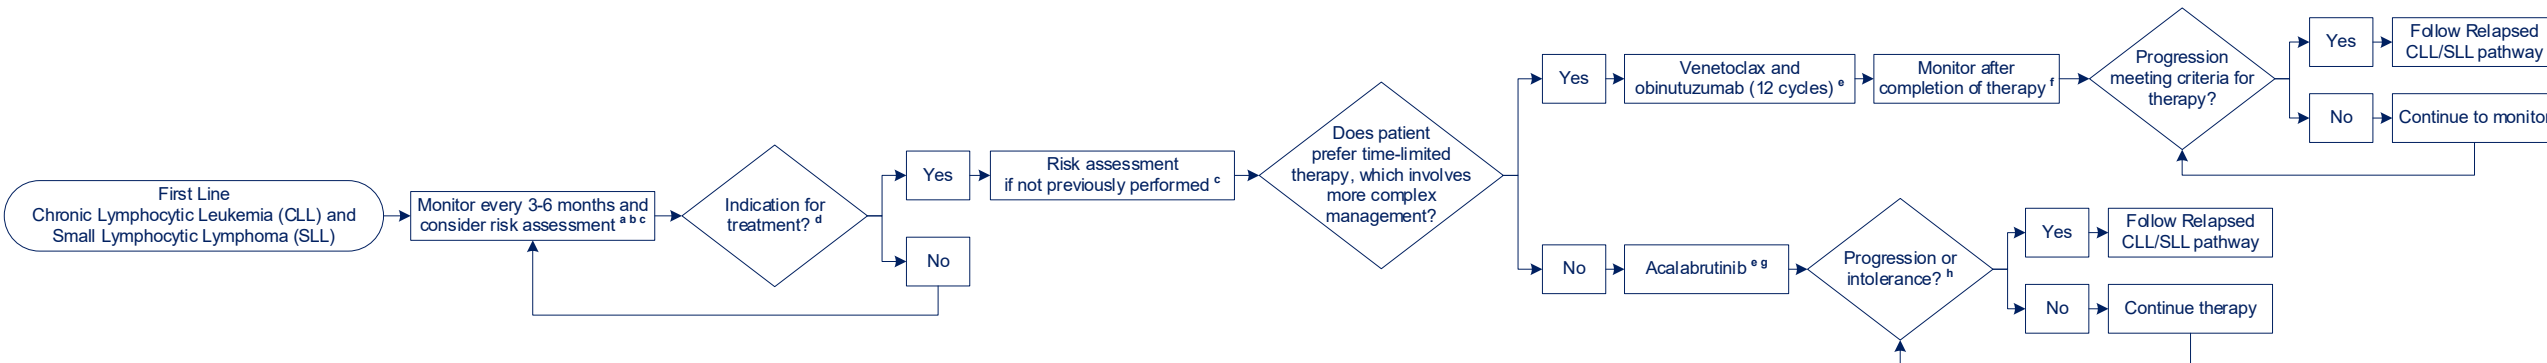 First Line
Chronic Lymphocytic Leukemia (CLL) and
Small Lymphocytic Lymphoma (SLL)
Monitor every 3-6 months and
consider risk assessment a b c
Indication for
treatment? d
Yes
No
Risk assessment
if not previously performed c
Does patient
prefer time-limited
therapy, which involves
more complex
management?
Yes
Venetoclax and
obinutuzumab (12 cycles) e
Monitor after
completion of therapy f
Progression
meeting criteria for
therapy?
Yes
Follow Relapsed
CLL/SLL pathway
No
Continue to monitor
No
Acalabrutinib e g
Progression or
intolerance? h
Yes
Follow Relapsed
CLL/SLL pathway
No
Continue therapy